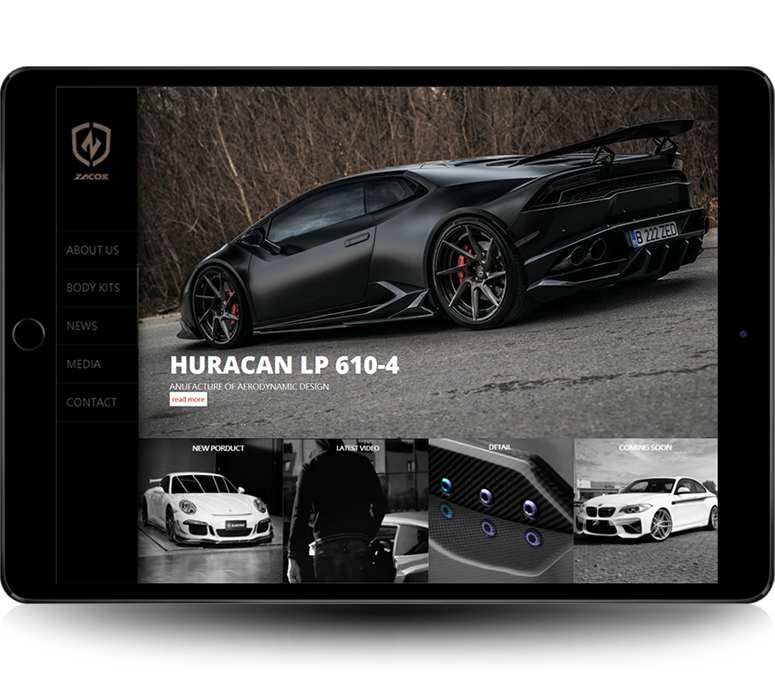 ZACOE
ABOUT US
BODY KITS
NEWS
MEDIA
CONTACT
B 222 ZED
HURACAN LP 610-4
ANUFACTURE OF AERODYNAMIC DESIGN
read more
NEW PORDUCT
LATEST VIDEO
DETAIL
COMING SOON